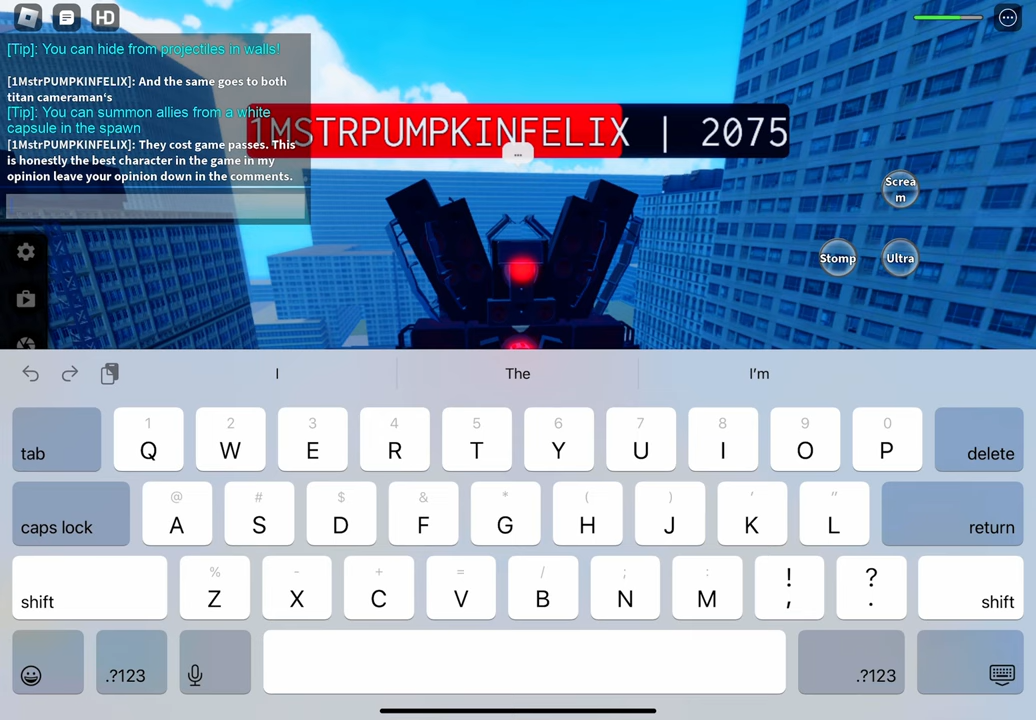 HD
[Tip]: You can hide from projectiles in walls!
[1MstrPUMPKINFELIX]: And the same goes to both
titan cameraman's
[Tip]: You can summon allies from a white
capsule in the spawn
[1MstrPUMPKINFELIX]: They cost game passes. This
is honestly the best character in the game in my
opinion leave your opinion down in the comments.
1MSTRPUMPKINFELIX | 2075
Screa
m
Stomp Ultra
I The I'm
1 2 3 4 5 6 7 8 9 0
tab Q W E R T Y U I O P delete
@ # $ & * ( ) ' "
caps lock A S D F G H J K L return
% - + = / ; : ! ?
shift Z X C V B N M , . shift
.?123 .?123